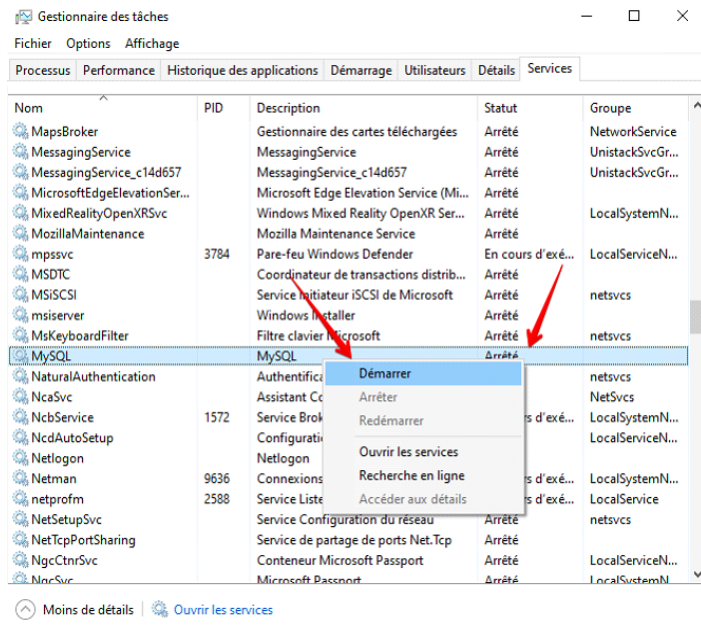 Gestionnaire des tâches
Fichier Options Affichage
Processus Performance Historique des applications Démarrage Utilisateurs Détails Services
Nom PID Description Statut Groupe
MapsBroker Gestionnaire des cartes téléchargées Arrêté NetworkService
MessagingService MessagingService Arrêté UnistackSvcGr...
MessagingService_c14d657 MessagingService_c14d657 Arrêté UnistackSvcGr...
MicrosoftEdgeElevationSer... Microsoft Edge Elevation Service (Mi... Arrêté
MixedRealityOpenXRSvc Windows Mixed Reality OpenXR Ser... Arrêté LocalSystemN...
MozillaMaintenance Mozilla Maintenance Service Arrêté
mpssvc 3784 Pare-feu Windows Defender En cours d'exé... LocalServiceN...
MSDTC Coordinateur de transactions distrib... Arrêté
MSiSCSI Service Initiateur iSCSI de Microsoft Arrêté netsvcs
msiserver Windows Installer Arrêté
MsKeyboardFilter Filtre clavier Microsoft Arrêté netsvcs
MySQL MySQL Arrêté
Démarrer
NaturalAuthentication Authentifica netsvcs
NcaSvc Assistant Co Arrêter NetSvcs
NcbService 1572 Service Brok Redémarrer rs d'exé... LocalSystemN...
NcdAutoSetup Configurati LocalServiceN...
Netlogon Netlogon Ouvrir les services
Netman 9636 Connexions Recherche en ligne rs d'exé... LocalSystemN...
netprofm 2588 Service Liste Accéder aux détails rs d'exé... LocalService
NetSetupSvc Service Configuration du réseau Arrêté netsvcs
NetTcpPortSharing Service de partage de ports Net.Tcp Arrêté
NgcCtnrSvc Conteneur Microsoft Passport Arrêté LocalServiceN...
NgcSvc Microsoft Passport Arrêté LocalSystemN...
Moins de détails Ouvrir les services